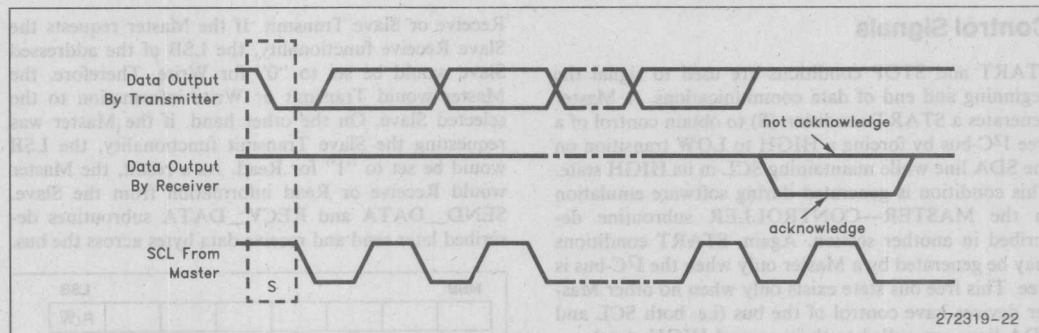 Control Signals
START and STOP conditions are used to signal the
beginning and end of data communications. A Master
generates a START condition (S) to obtain control of a
free I²C-bus by forcing a HIGH to LOW transition on
the SDA line while maintaining SCL in its HIGH state.
This condition is generated during software emulation
in the MASTER—CONTROLLER subroutine de-
scribed in another section. Again, START conditions
may be generated by a Master only when the I²C-bus is
free. This free bus state exists only when no other Mas-
have control of the bus (i.e. both SCL and
Receive or Slave Transmit. If the Master requests the
Slave Receive functionality, the LSB of the addressed
Slave would be set to "0" for Write. Therefore, the
Master would Transmit or Write information to the
selected Slave. On the other hand, if the Master was
requesting the Slave Transmit functionality, the LSB
would be set to "1" for Read.
the Master
would Receive or Read information from the Slave.
SEND__DATA and RECV__DATA subroutines de-
scribed later send and receive data bytes across the bus.
MSB
LSB
R/W
Data Output
By Transmitter
not acknowledge
Data Output
By Receiver
acknowledge
SCL From
Master
S
272319–22